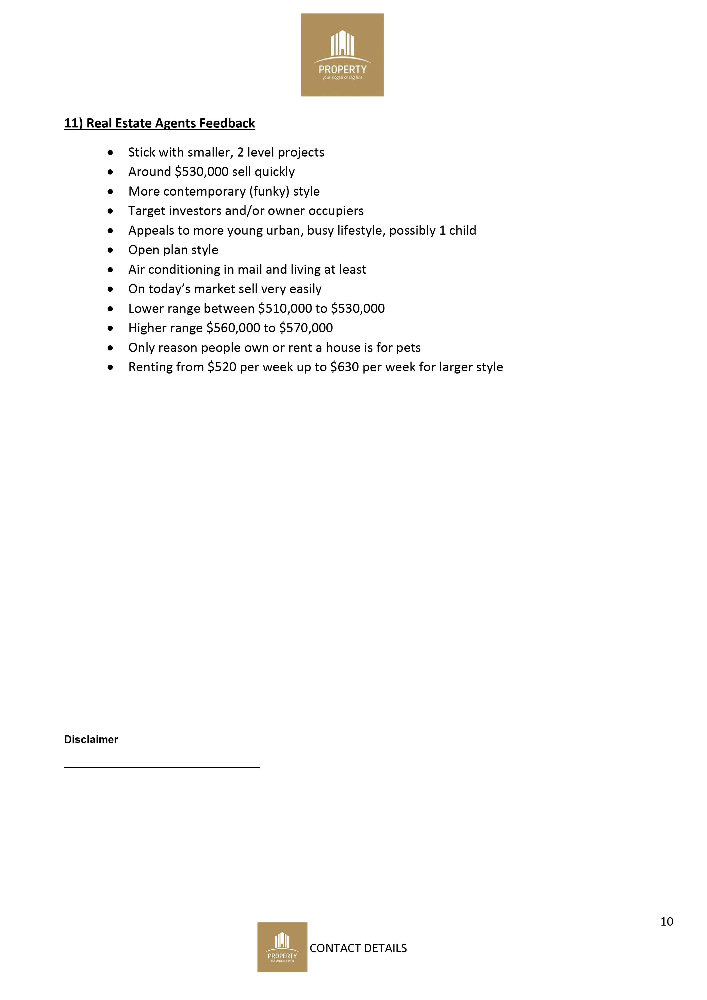 PROPERTY
your slogan or tag line
11) Real Estate Agents Feedback
• Stick with smaller, 2 level projects
• Around $530,000 sell quickly
• More contemporary (funky) style
• Target investors and/or owner occupiers
• Appeals to more young urban, busy lifestyle, possibly 1 child
• Open plan style
• Air conditioning in mail and living at least
• On today’s market sell very easily
• Lower range between $510,000 to $530,000
• Higher range $560,000 to $570,000
• Only reason people own or rent a house is for pets
• Renting from $520 per week up to $630 per week for larger style
Disclaimer
10
PROPERTY
your slogan or tag line
CONTACT DETAILS